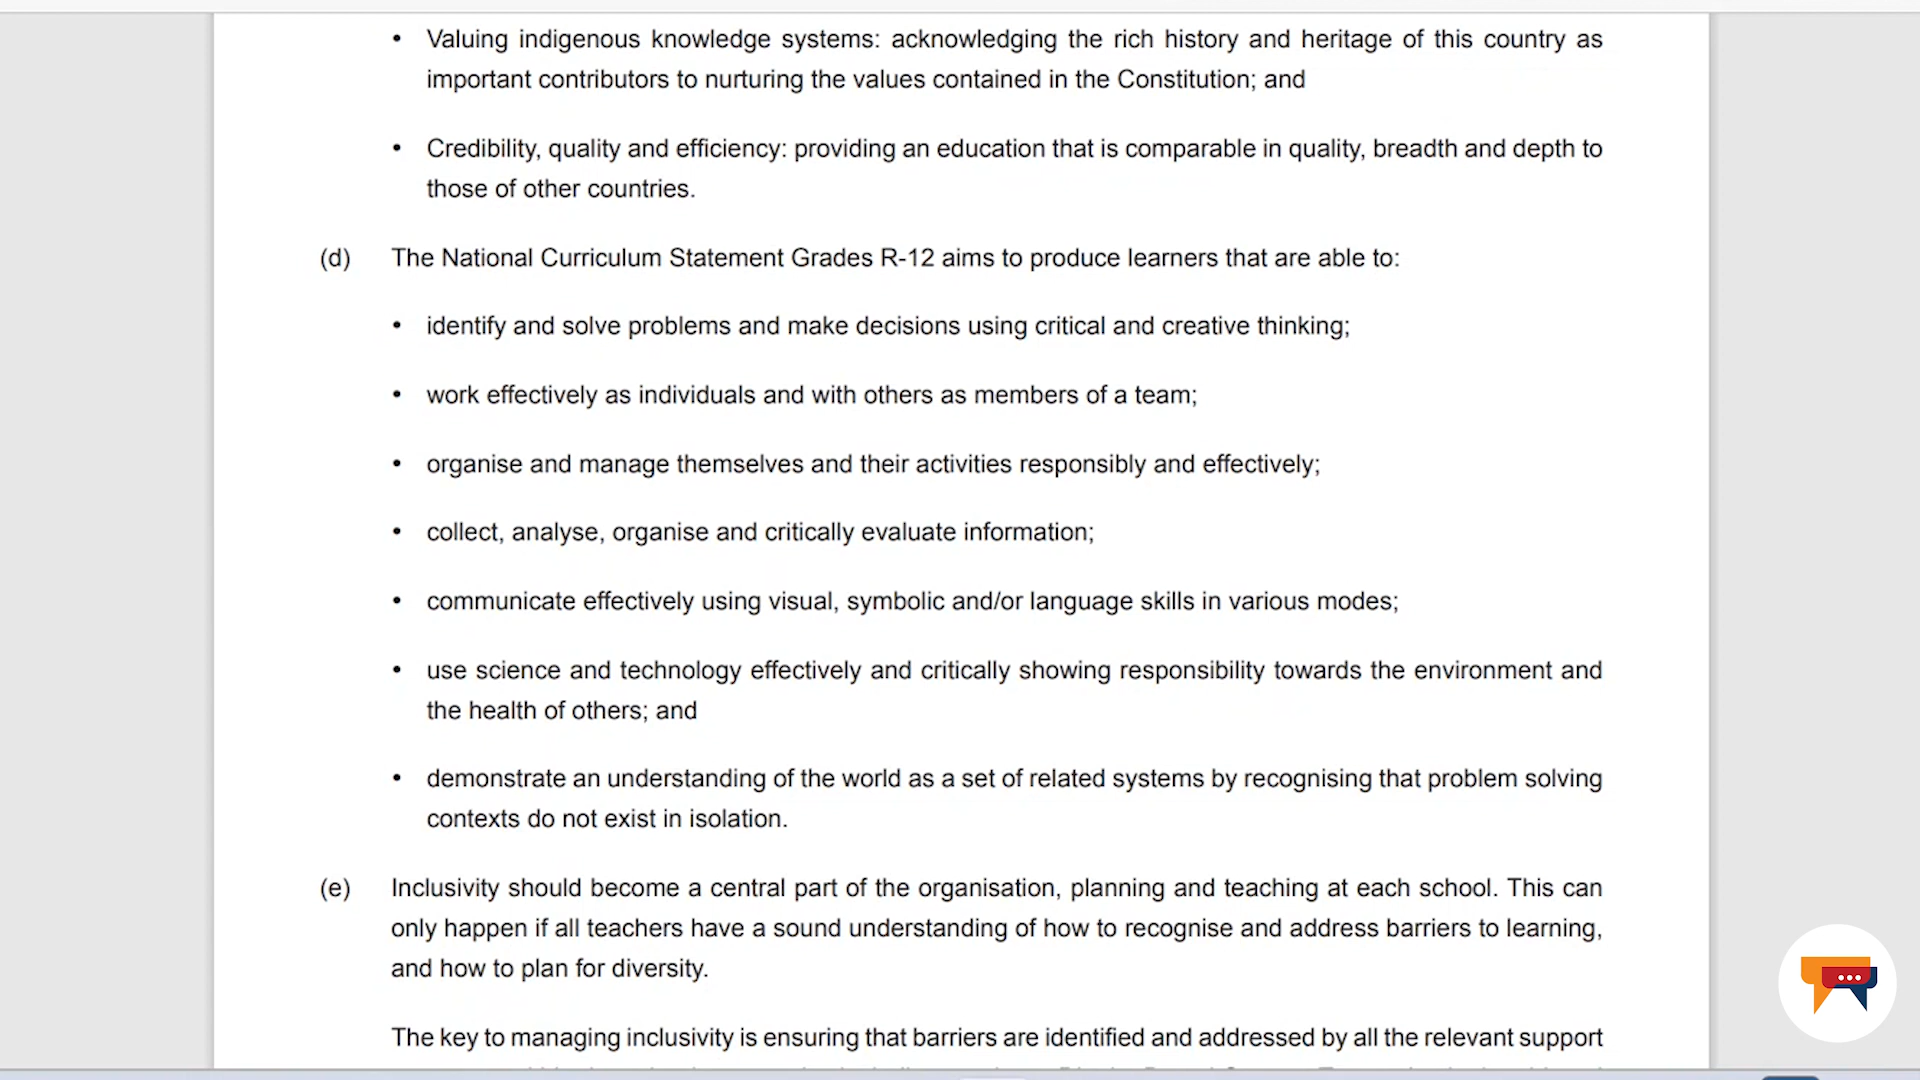 • Valuing indigenous knowledge systems: acknowledging the rich history and heritage of this country as
important contributors to nurturing the values contained in the Constitution; and
• Credibility, quality and efficiency: providing an education that is comparable in quality, breadth and depth to
those of other countries.
(d) The National Curriculum Statement Grades R-12 aims to produce learners that are able to:
• identify and solve problems and make decisions using critical and creative thinking;
• work effectively as individuals and with others as members of a team;
• organise and manage themselves and their activities responsibly and effectively;
• collect, analyse, organise and critically evaluate information;
• communicate effectively using visual, symbolic and/or language skills in various modes;
• use science and technology effectively and critically showing responsibility towards the environment and
the health of others; and
• demonstrate an understanding of the world as a set of related systems by recognising that problem solving
contexts do not exist in isolation.
(e) Inclusivity should become a central part of the organisation, planning and teaching at each school. This can
only happen if all teachers have a sound understanding of how to recognise and address barriers to learning,
and how to plan for diversity.
The key to managing inclusivity is ensuring that barriers are identified and addressed by all the relevant support